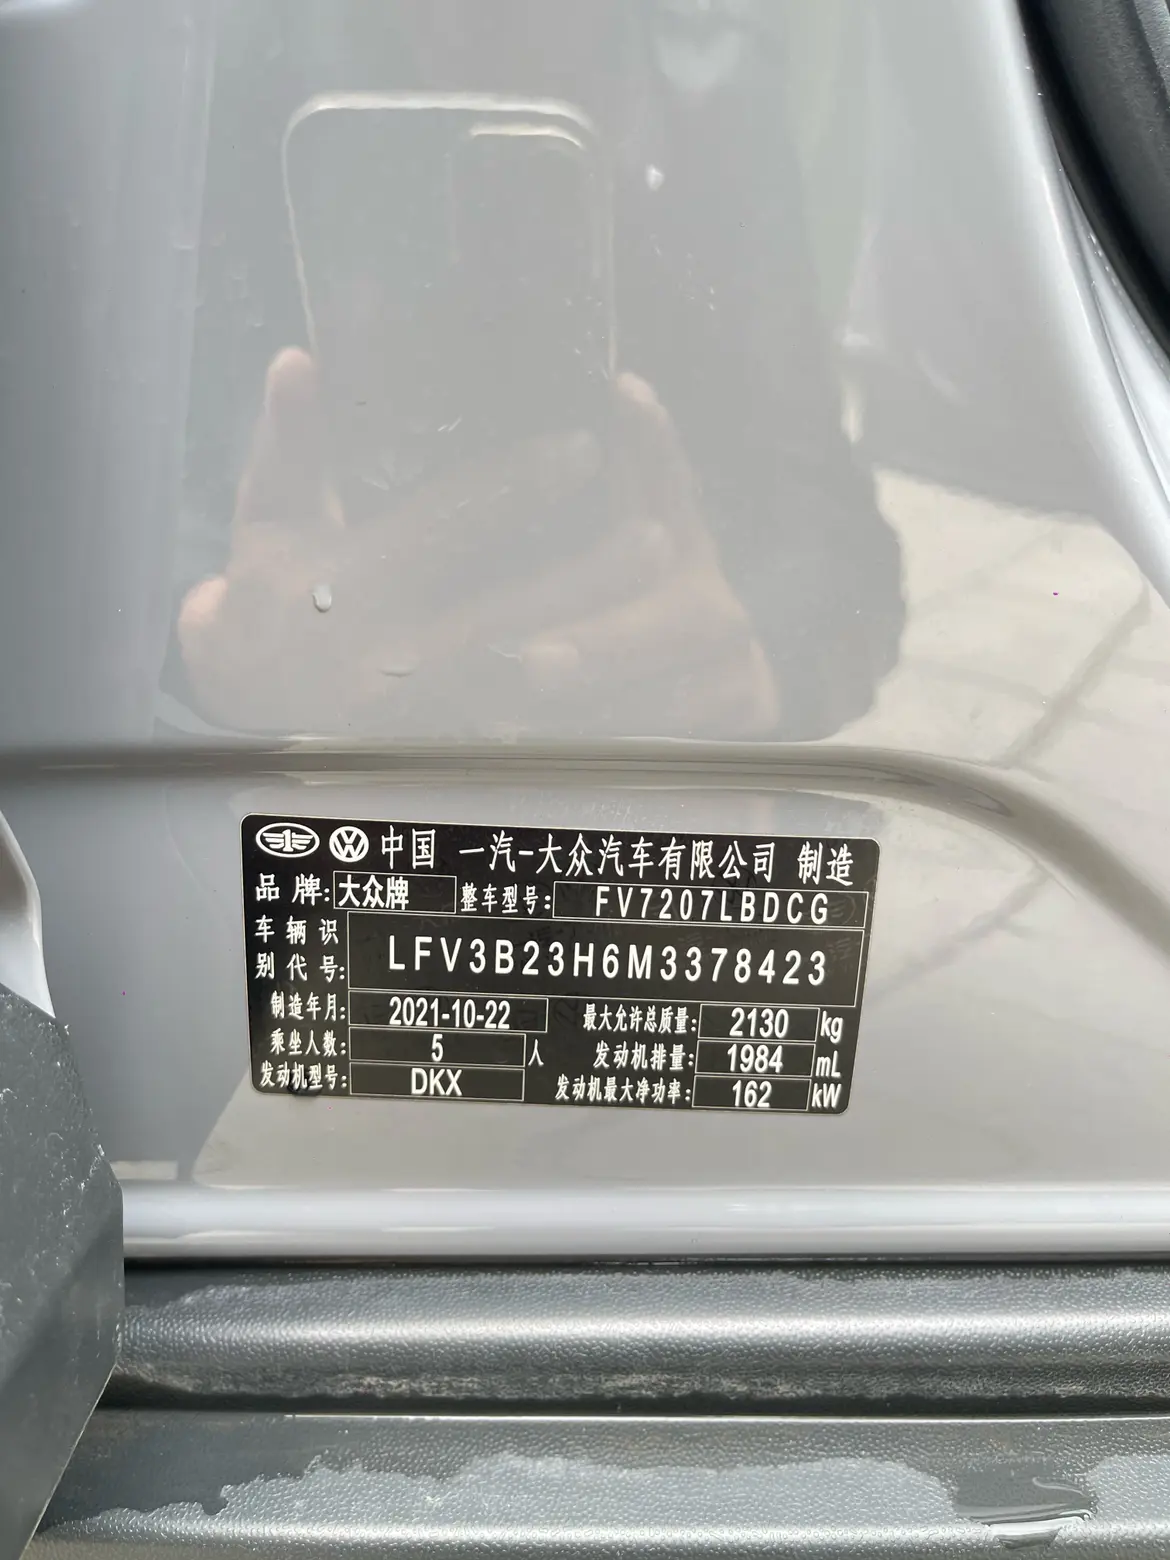 中国 一汽-大众汽车有限公司 制造
品牌: 大众牌 整车型号: FV7207LBDCG
车辆识别代号: LFV3B23H6M3378423
制造年月: 2021-10-22 最大允许总质量: 2130 kg
乘坐人数: 5 人 发动机排量: 1984 mL
发动机型号: DKX 发动机最大净功率: 162 kW